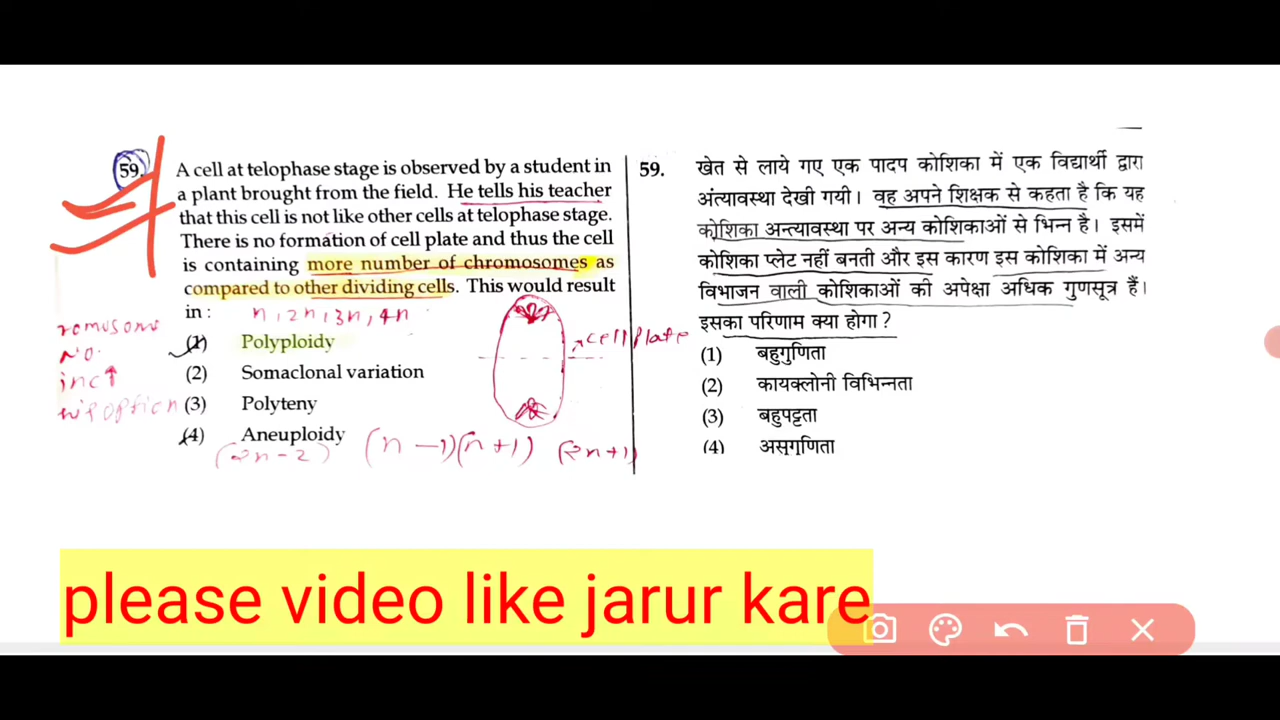 59. A cell at telophase stage is observed by a student in
a plant brought from the field. He tells his teacher
that this cell is not like other cells at telophase stage.
There is no formation of cell plate and thus the cell
is containing more number of chromosomes as
compared to other dividing cells. This would result
in :
n, 2n, 3n, 4n
(1) Polyploidy
(2) Somaclonal variation
(3) Polyteny
(4) Aneuploidy
(2n-2) (n-1)(n+1) (2n+1)
romosome
No.
inc↑
option
cell plate
59. खेत से लाये गए एक पादप कोशिका में एक विद्यार्थी द्वारा
अंत्यावस्था देखी गयी। वह अपने शिक्षक से कहता है कि यह
कोशिका अन्त्यावस्था पर अन्य कोशिकाओं से भिन्न है। इसमें
कोशिका प्लेट नहीं बनती और इस कारण इस कोशिका में अन्य
विभाजन वाली कोशिकाओं की अपेक्षा अधिक गुणसूत्र हैं।
इसका परिणाम क्या होगा ?
(1) बहुगुणिता
(2) कायक्लोनी विभिन्नता
(3) बहुपट्टता
(4) असुगुणिता
please video like jarur kare